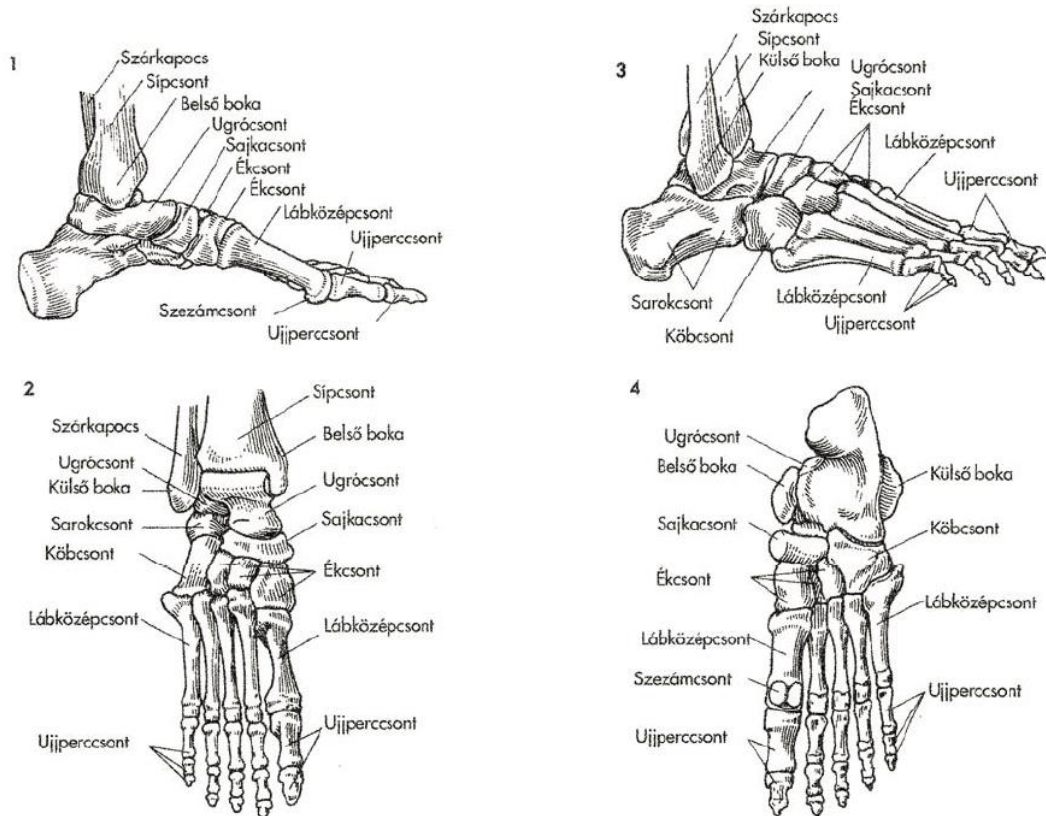 1
Szárkapocs
Sípcsont
Belső boka
Ugrócsont
Sajkacsont
Ékcsont
Ékcsont
Lábközépcsont
Ujjperccsont
Szezámcsont
Ujjperccsont
3
Szárkapocs
Sípcsont
Külső boka
Ugrócsont
Sajkacsont
Ékcsont
Lábközépcsont
Ujjperccsont
Sarokcsont
Lábközépcsont
Köbcsont
Ujjperccsont
2
Sípcsont
Szárkapocs
Belső boka
Ugrócsont
Külső boka
Ugrócsont
Sarokcsont
Sajkacsont
Köbcsont
Ékcsont
Lábközépcsont
Lábközépcsont
Ujjperccsont
Ujjperccsont
4
Ugrócsont
Belső boka
Külső boka
Sajkacsont
Köbcsont
Ékcsont
Lábközépcsont
Lábközépcsont
Szezámcsont
Ujjperccsont
Ujjperccsont